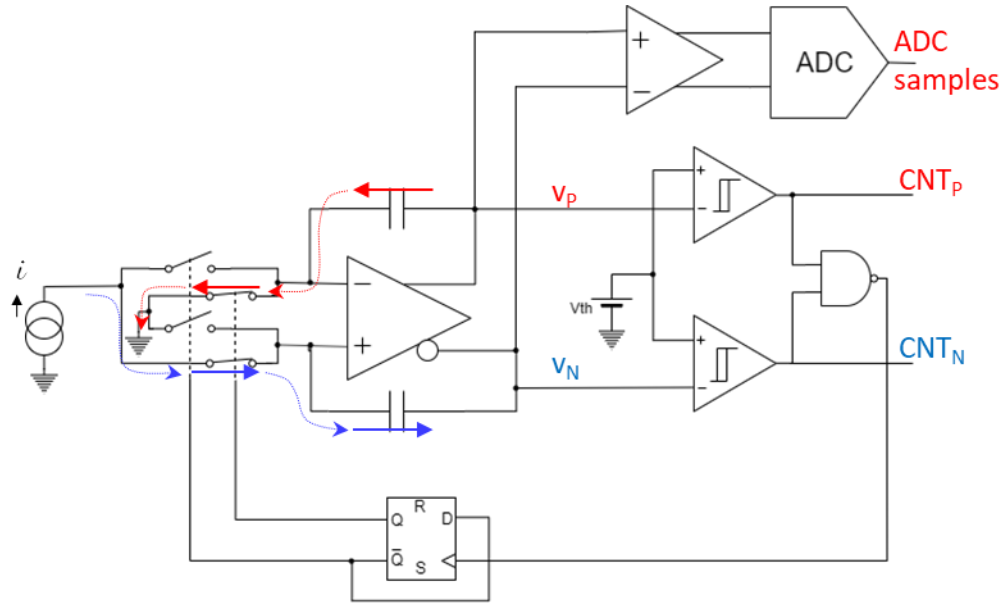 ADC
ADC
samples
+
−
CNTP
vP
+
−
i
−
Vth
+
+
vN
−
CNTN
R
Q
D
Q̅
S